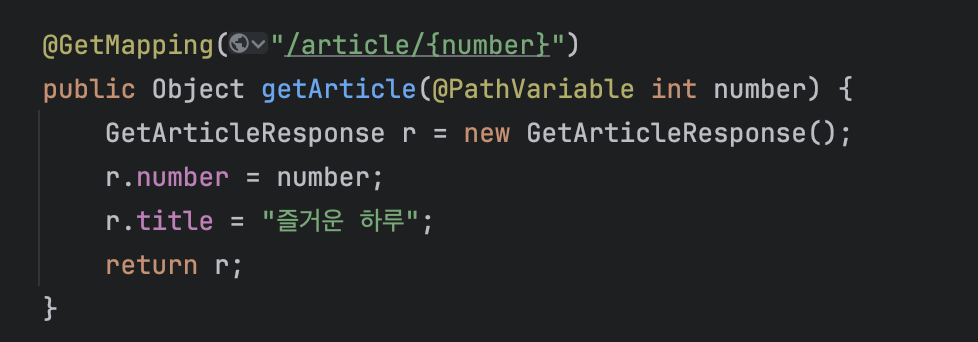 @GetMapping("/article/{number}")
public Object getArticle(@PathVariable int number) {
    GetArticleResponse r = new GetArticleResponse();
    r.number = number;
    r.title = "즐거운 하루";
    return r;
}